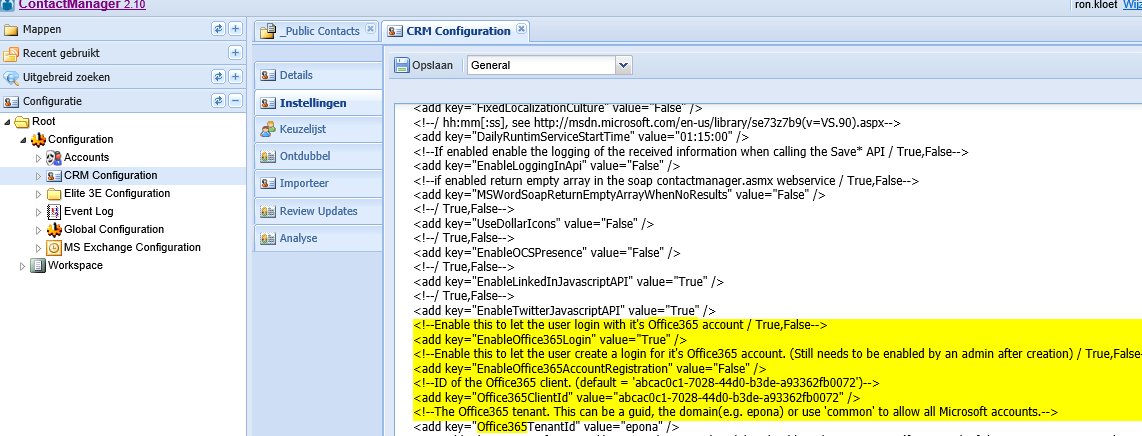 ContactManager 2.10
ron.kloet Wij
Mappen
Recent gebruikt
Uitgebreid zoeken
Configuratie
Root
Configuration
Accounts
CRM Configuration
Elite 3E Configuration
Event Log
Global Configuration
MS Exchange Configuration
Workspace
_Public Contacts
CRM Configuration
Details
Instellingen
Keuzelijst
Ontdubbel
Importeer
Review Updates
Analyse
Opslaan General
<add key="FixedLocalizationCulture" value="False" />
<!--/ hh:mm[:ss], see http://msdn.microsoft.com/en-us/library/se73z7b9(v=VS.90).aspx-->
<add key="DailyRuntimServiceStartTime" value="01:15:00" />
<!--If enabled enable the logging of the received information when calling the Save* API / True,False-->
<add key="EnableLoggingInApi" value="False" />
<!--if enabled return empty array in the soap contactmanager.asmx webservice / True,False-->
<add key="MSWordSoapReturnEmptyArrayWhenNoResults" value="False" />
<!--/ True,False-->
<add key="UseDollarIcons" value="False" />
<!--/ True,False-->
<add key="EnableOCSPresence" value="False" />
<!--/ True,False-->
<add key="EnableLinkedInJavascriptAPI" value="True" />
<!--/ True,False-->
<add key="EnableTwitterJavascriptAPI" value="True" />
<!--Enable this to let the user login with it's Office365 account / True,False-->
<add key="EnableOffice365Login" value="True" />
<!--Enable this to let the user create a login for it's Office365 account. (Still needs to be enabled by an admin after creation) / True,False-
<add key="EnableOffice365AccountRegistration" value="False" />
<!--ID of the Office365 client. (default = 'abcac0c1-7028-44d0-b3de-a93362fb0072')-->
<add key="Office365ClientId" value="abcac0c1-7028-44d0-b3de-a93362fb0072" />
<!--The Office365 tenant. This can be a guid, the domain(e.g. epona) or use 'common' to allow all Microsoft accounts.-->
<add key="Office365TenantId" value="epona" />